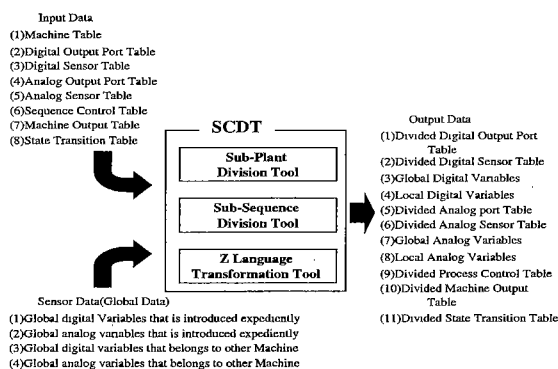 Input Data
(1)Machine Table
(2)Digital Output Port Table
(3)Digital Sensor Table
(4)Analog Output Port Table
(5)Analog Sensor Table
(6)Sequence Control Table
(7)Machine Output Table
(8)State Transition Table
SCDT
Sub-Plant
Division Tool
Sub-Sequence
Division Tool
Z Language
Transformation Tool
Output Data
(1)Divided Digital Output Port
Table
(2)Divided Digital Sensor Table
(3)Global Digital Variables
(4)Local Digital Variables
(5)Divided Analog port Table
(6)Divided Analog Sensor Table
(7)Global Analog Variables
(8)Local Analog Variables
(9)Divided Process Control Table
(10)Divided Machine Output
Table
(11)Divided State Transition Table
Sensor Data(Global Data)
(1)Global digital Variables that is introduced expediently
(2)Global analog variables that is introduced expediently
(3)Global digital variables that belongs to other Machine
(4)Global analog variables that belongs to other Machine